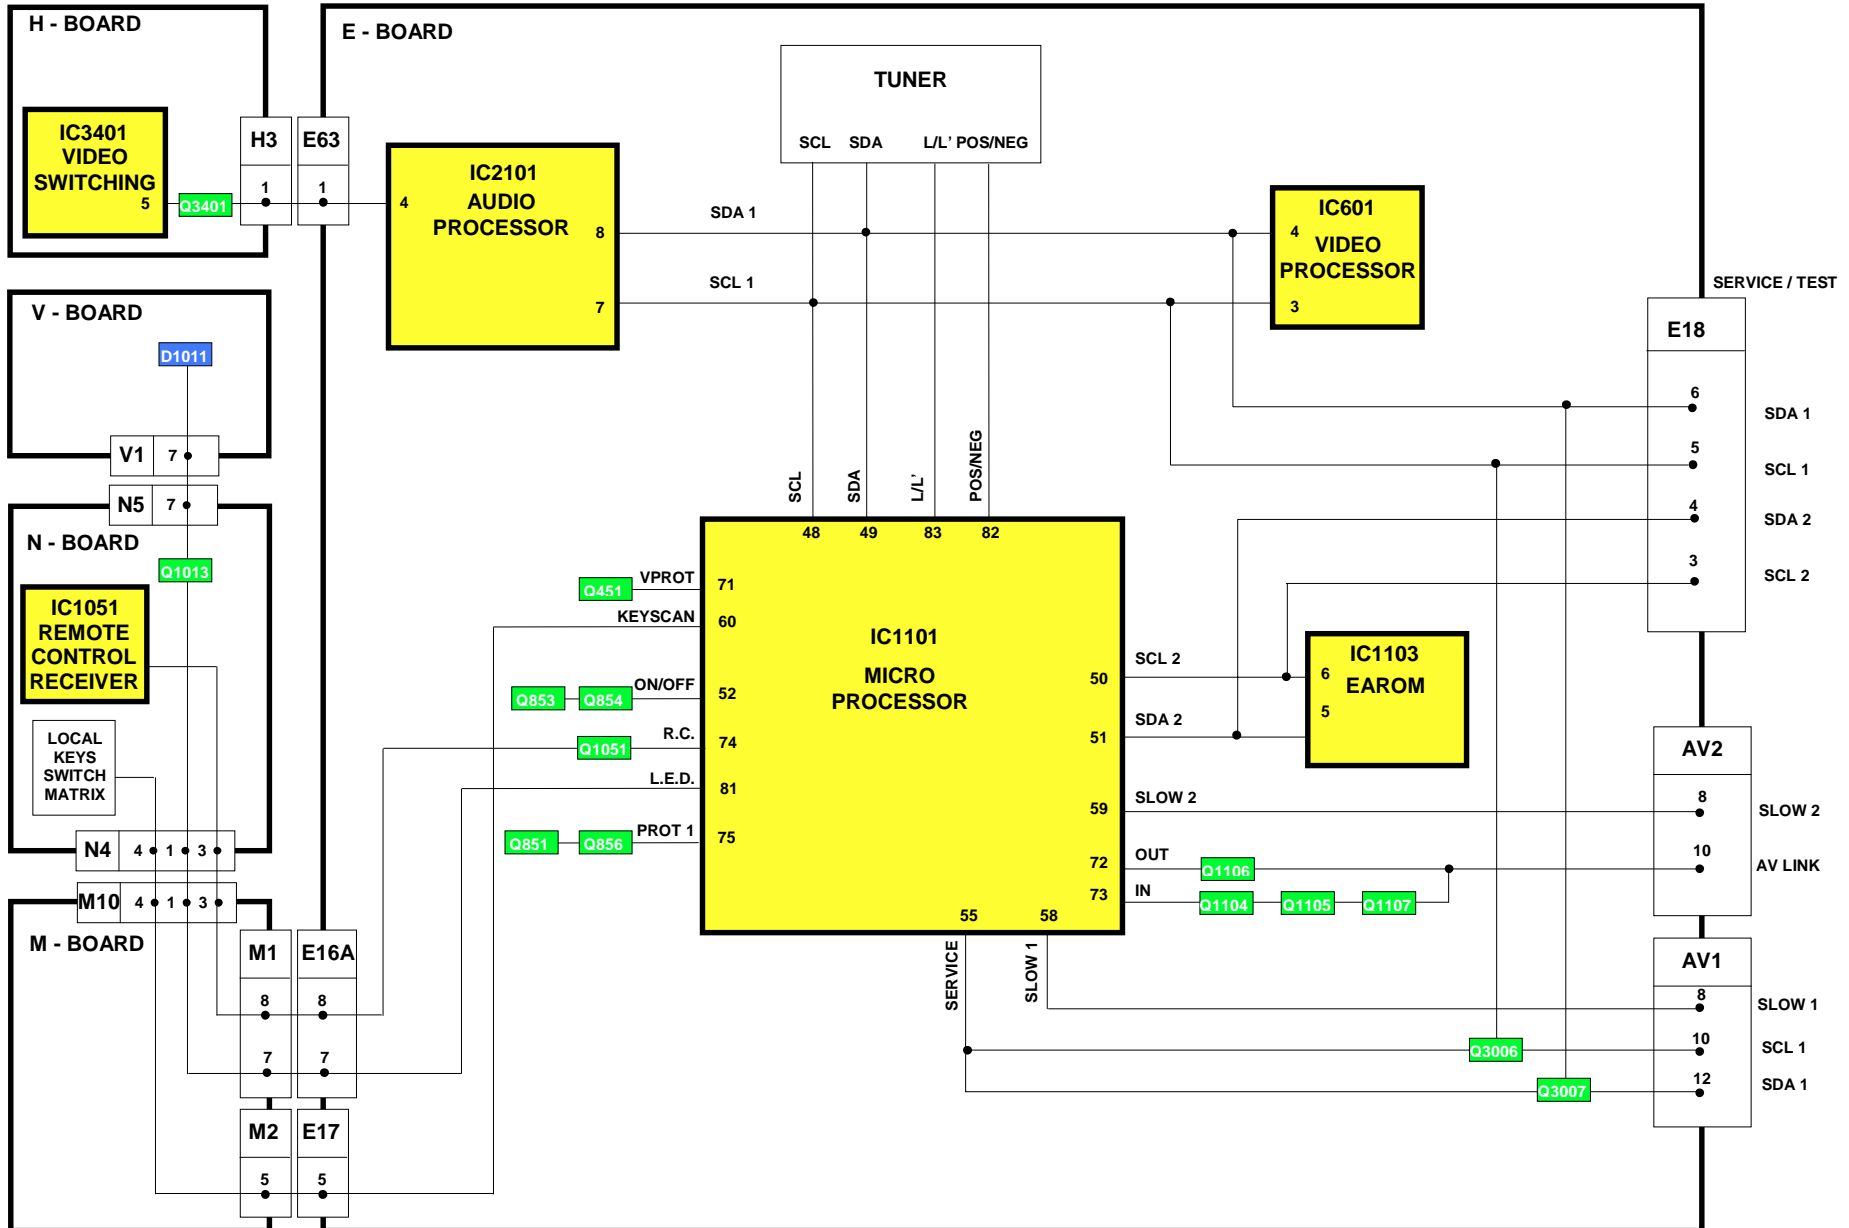 H - BOARD
IC3401
VIDEO
SWITCHING
5
Q3401
H3
1
E63
1
E - BOARD
TUNER
SCL SDA L/L' POS/NEG
IC2101
AUDIO
PROCESSOR
4
8
7
SDA 1
SCL 1
IC601
VIDEO
PROCESSOR
4
3
SERVICE / TEST
E18
6
SDA 1
5
SCL 1
4
SDA 2
3
SCL 2
V - BOARD
D1011
V1 7
N5 7
N - BOARD
Q1013
IC1051
REMOTE
CONTROL
RECEIVER
LOCAL
KEYS
SWITCH
MATRIX
N4 4 1 3
M10 4 1 3
M - BOARD
M1
8
7
E16A
8
7
M2
5
E17
5
SCL
SDA
L/L'
POS/NEG
48 49 83 82
IC1101
MICRO
PROCESSOR
Q451 VPROT 71
KEYSCAN 60
Q853 Q854 ON/OFF 52
Q1051 R.C. 74
L.E.D. 81
Q851 Q856 PROT 1 75
50 SCL 2
51 SDA 2
59 SLOW 2
72 OUT Q1106
73 IN Q1104 Q1105 Q1107
55 58
SERVICE
SLOW 1
IC1103
EAROM
6
5
AV2
8
SLOW 2
10
AV LINK
AV1
8
SLOW 1
10
SCL 1
12
SDA 1
Q3006
Q3007